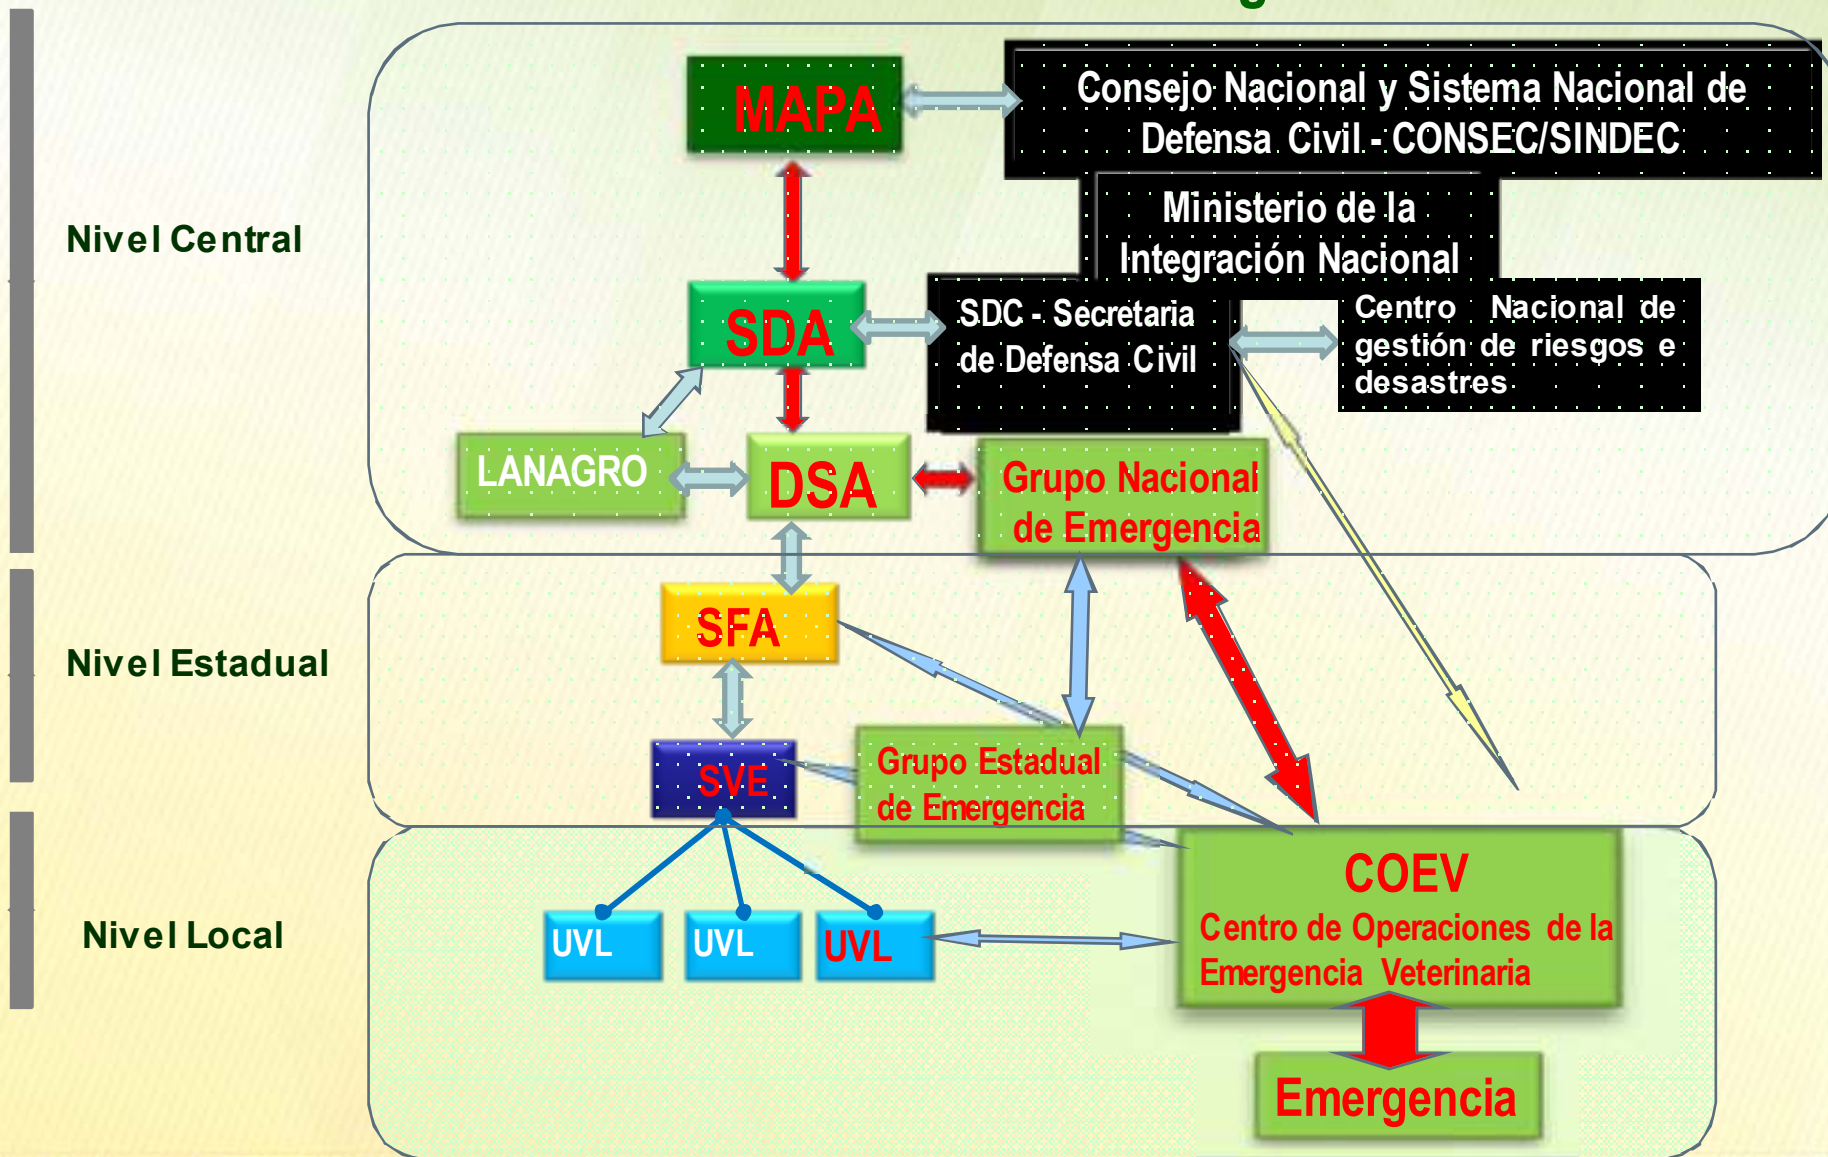 MAPA
Consejo Nacional y Sistema Nacional de
Defensa Civil - CONSEC/SINDEC
Ministerio de la
Integración Nacional
Nivel Central
SDA
SDC - Secretaria
de Defensa Civil
Centro Nacional de
gestión de riesgos e
desastres
LANAGRO
DSA
Grupo Nacional
de Emergencia
Nivel Estadual
SFA
SVE
Grupo Estadual
de Emergencia
Nivel Local
UVL
UVL
UVL
COEV
Centro de Operaciones de la
Emergencia Veterinaria
Emergencia